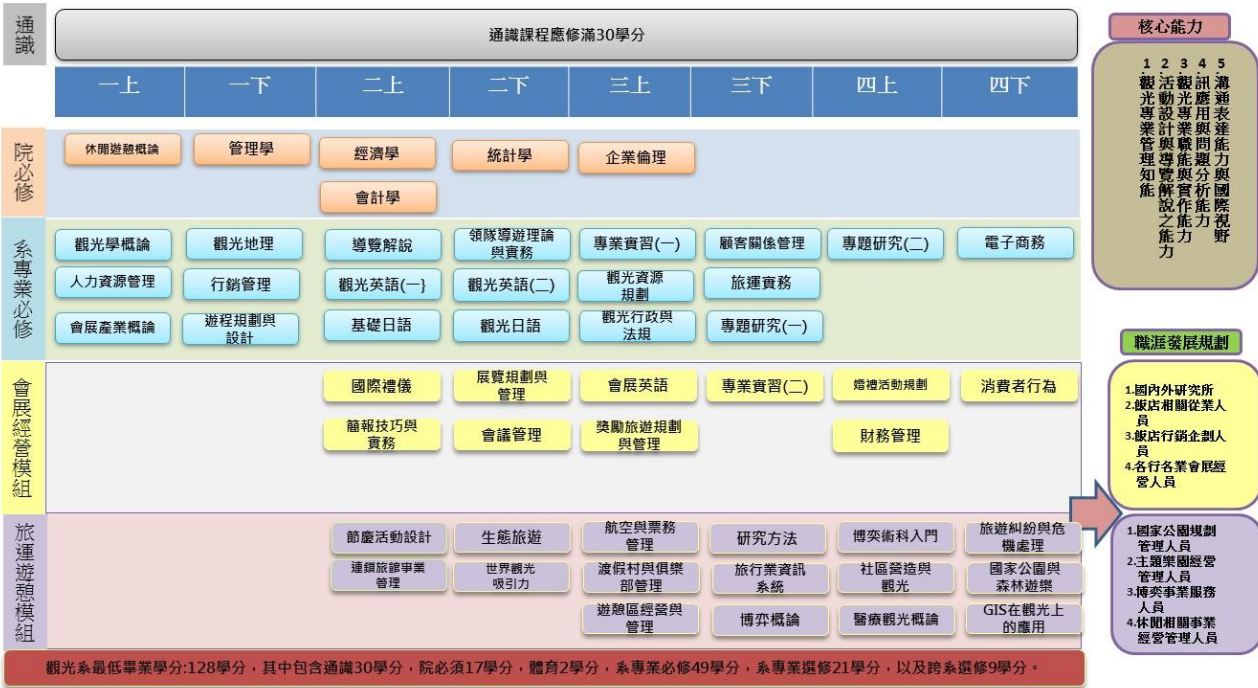 通識
通識課程應修滿30學分
一上
一下
二上
二下
三上
三下
四上
四下
院必修
休閒遊憩概論
管理學
經濟學
統計學
企業倫理
會計學
系專業必修
觀光學概論
觀光地理
導覽解說
領隊導遊理論
與實務
專業實習(一)
顧客關係管理
專題研究(二)
電子商務
人力資源管理
行銷管理
觀光英語(一}
觀光英語(二)
觀光資源
規劃
旅運實務
會展產業概論
遊程規劃與
設計
基礎日語
觀光日語
觀光行政與
法規
專題研究(一)
會展經營模組
國際禮儀
展覽規劃與
管理
會展英語
專業實習(二)
婚禮活動規劃
消費者行為
簡報技巧與
實務
會議管理
獎勵旅遊規劃
與管理
財務管理
旅運遊憩模組
節慶活動設計
生態旅遊
航空與票務
管理
研究方法
博弈術科入門
旅遊糾紛與危
機處理
連鎖旅館事業
管理
世界觀光
吸引力
渡假村與俱樂
部管理
旅行業資訊
系統
社區營造與
觀光
國家公園與
森林遊樂
遊憩區經營與
管理
博弈概論
醫療觀光概論
GIS在觀光上
的應用
觀光系最低畢業學分:128學分，其中包含通識30學分，院必須17學分，體育2學分，系專業必修49學分，系專業選修21學分，以及跨系選修9學分。
核心能力
1.觀光專業管理知能
2.活動設計與導覽解說之能力
3.觀光專業職能與實作能力
4.訊應用與問題分析能力
5.溝通表達能力與國際視野
職涯發展規劃
1.國內外研究所
2.飯店相關從業人
員
3.飯店行銷企劃人
員
4.各行各業會展經
營人員
1.國家公園規劃
管理人員
2.主題樂園經營
管理人員
3.博奕事業服務
人員
4.休閒相關事業
經營管理人員